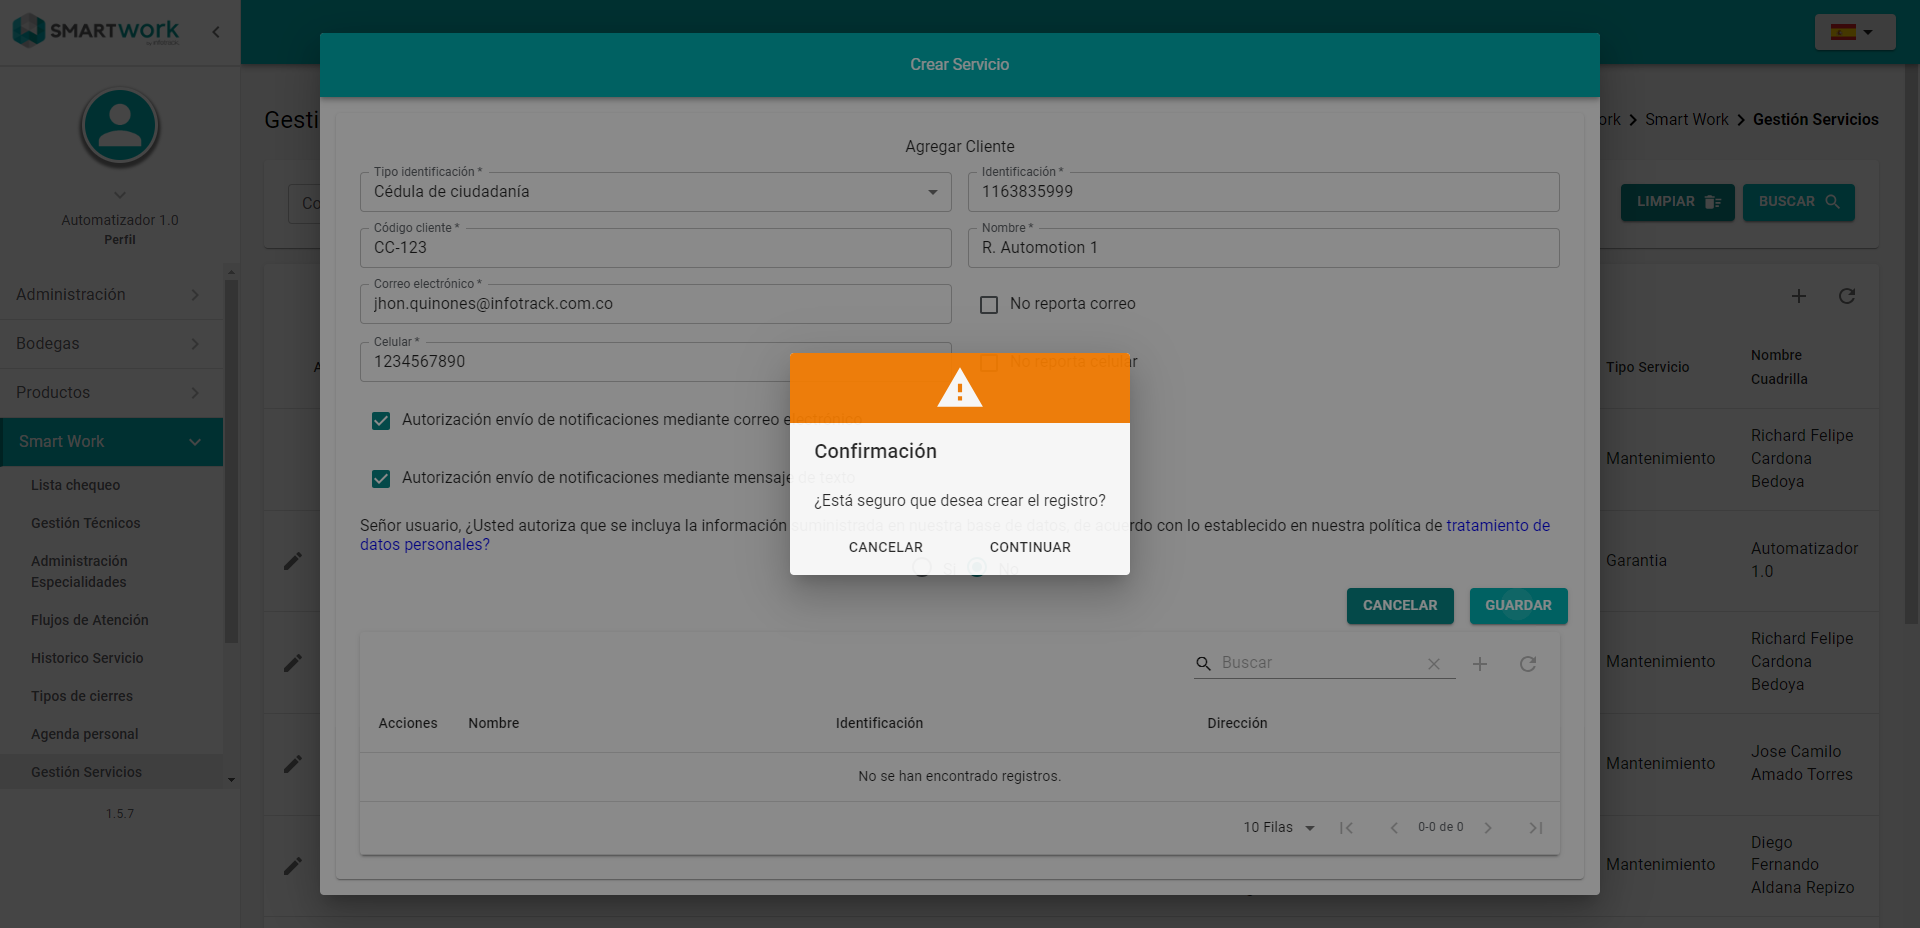 SMARTWORK
Crear Servicio
Gesti
ork > Smart Work > Gestión Servicios
Automatizador 1.0
Perfil
Administración
Bodegas
Productos
Smart Work
Lista chequeo
Gestión Técnicos
Administración
Especialidades
Flujos de Atención
Historico Servicio
Tipos de cierres
Agenda personal
Gestión Servicios
1.5.7
Co
LIMPIAR
BUSCAR
Agregar Cliente
Tipo identificación *
Cédula de ciudadanía
Identificación *
1163835999
Código cliente *
CC-123
Nombre *
R. Automotion 1
Correo electrónico *
jhon.quinones@infotrack.com.co
No reporta correo
Celular *
1234567890
No reporta celular
Autorización envío de notificaciones mediante correo electrónico
Autorización envío de notificaciones mediante mensaje de texto
Señor usuario, ¿Usted autoriza que se incluya la información suministrada en nuestra base de datos, de acuerdo con lo establecido en nuestra política de tratamiento de
datos personales?
Si
No
Confirmación
¿Está seguro que desea crear el registro?
CANCELAR
CONTINUAR
CANCELAR
GUARDAR
Buscar
Acciones
Nombre
Identificación
Dirección
No se han encontrado registros.
10 Filas
0-0 de 0
A
Tipo Servicio
Nombre
Cuadrilla
Mantenimiento
Richard Felipe
Cardona
Bedoya
Garantia
Automatizador
1.0
Mantenimiento
Richard Felipe
Cardona
Bedoya
Mantenimiento
Jose Camilo
Amado Torres
Mantenimiento
Diego
Fernando
Aldana Repizo